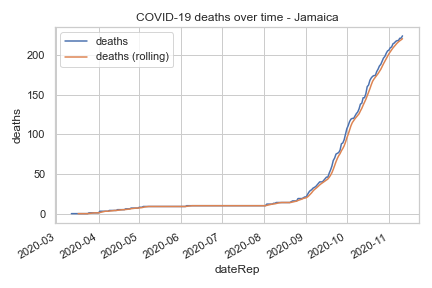 COVID-19 deaths over time - Jamaica
deaths
deaths (rolling)
deaths
200
150
100
50
0
2020-03
2020-04
2020-05
2020-06
2020-07
2020-08
2020-09
2020-10
2020-11
dateRep